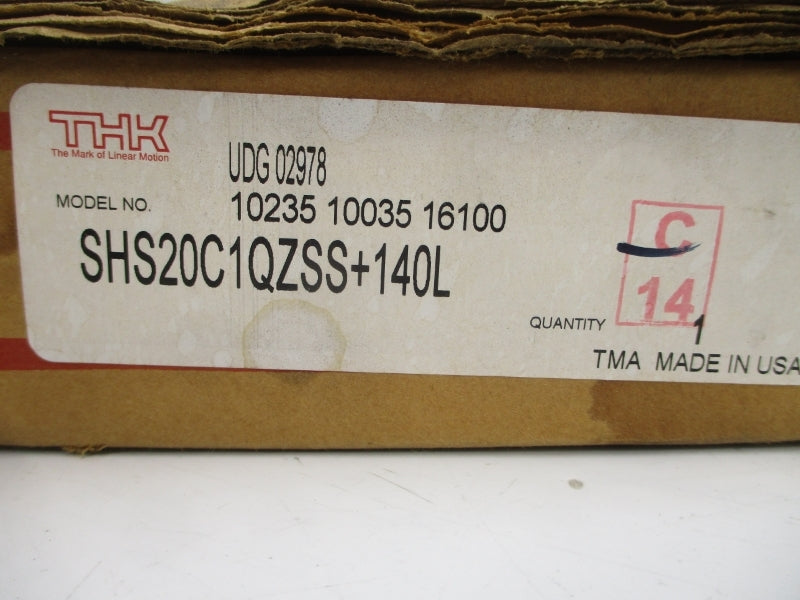 THK
The Mark of Linear Motion
UDG 02978
MODEL NO. 10235 10035 16100
SHS20C1QZSS+140L
C
14
QUANTITY 1
TMA MADE IN USA